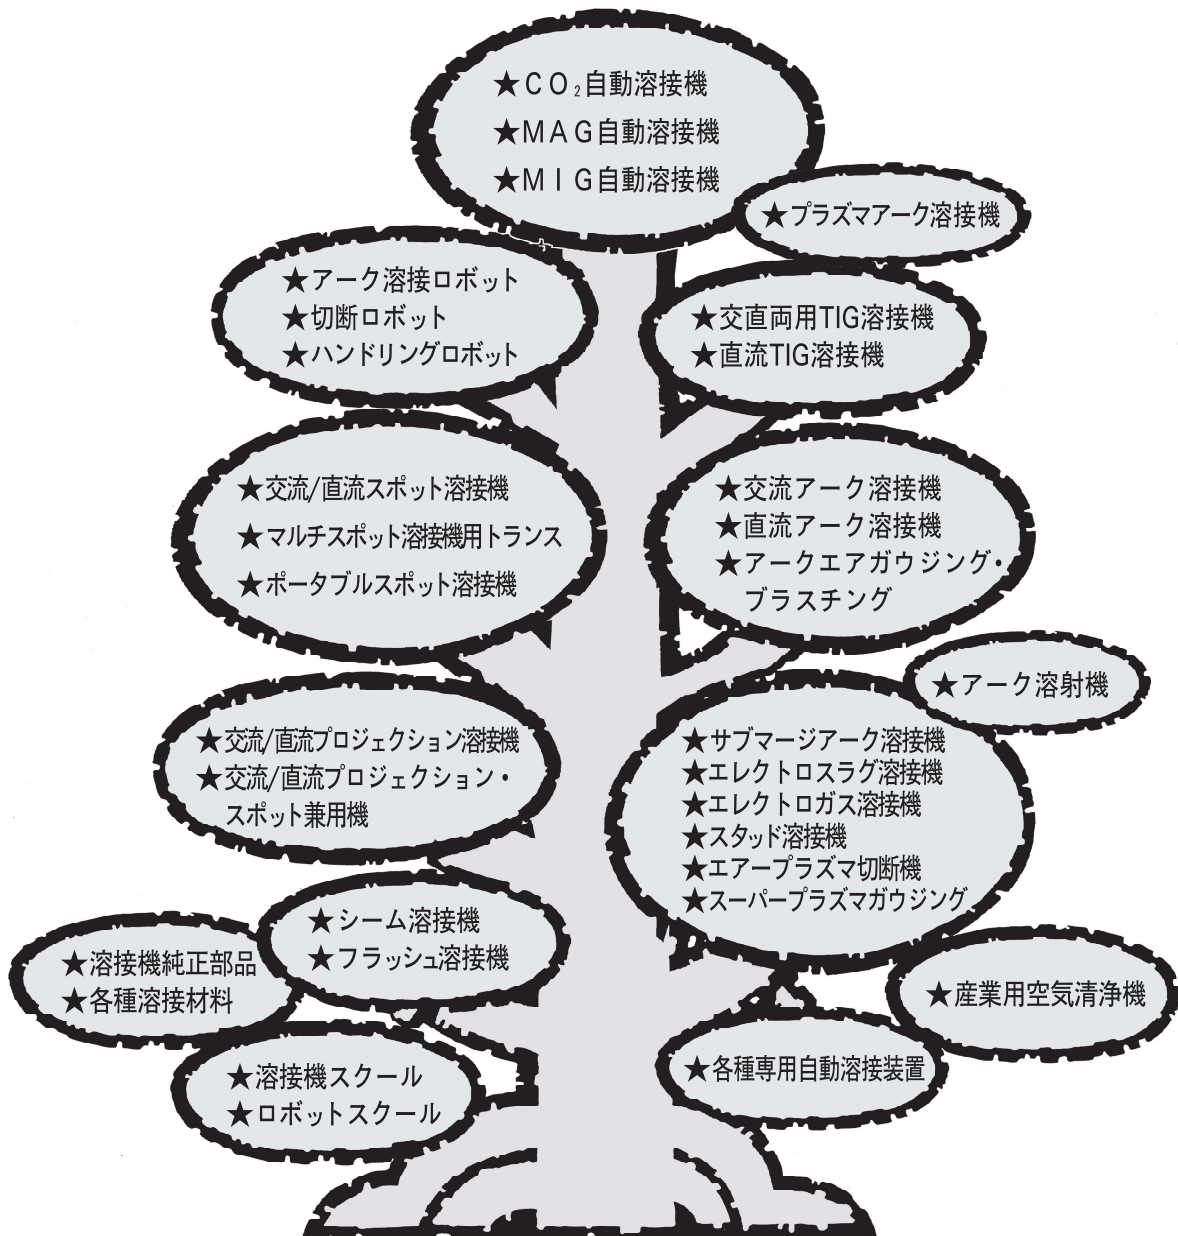 ★CO₂自動溶接機
★MAG自動溶接機
★MIG自動溶接機
★プラズマアーク溶接機
★アーク溶接ロボット
★切断ロボット
★ハンドリングロボット
★交直両用TIG溶接機
★直流TIG溶接機
★交流/直流スポット溶接機
★マルチスポット溶接機用トランス
★ポータブルスポット溶接機
★交流アーク溶接機
★直流アーク溶接機
★アークエアガウジング・
ブラスチング
★アーク溶射機
★交流/直流プロジェクション溶接機
★交流/直流プロジェクション・
スポット兼用機
★サブマージアーク溶接機
★エレクトロスラグ溶接機
★エレクトロガス溶接機
★スタッド溶接機
★エアープラズマ切断機
★スーパープラズマガウジング
★シーム溶接機
★フラッシュ溶接機
★溶接機純正部品
★各種溶接材料
★産業用空気清浄機
★各種専用自動溶接装置
★溶接機スクール
★ロボットスクール